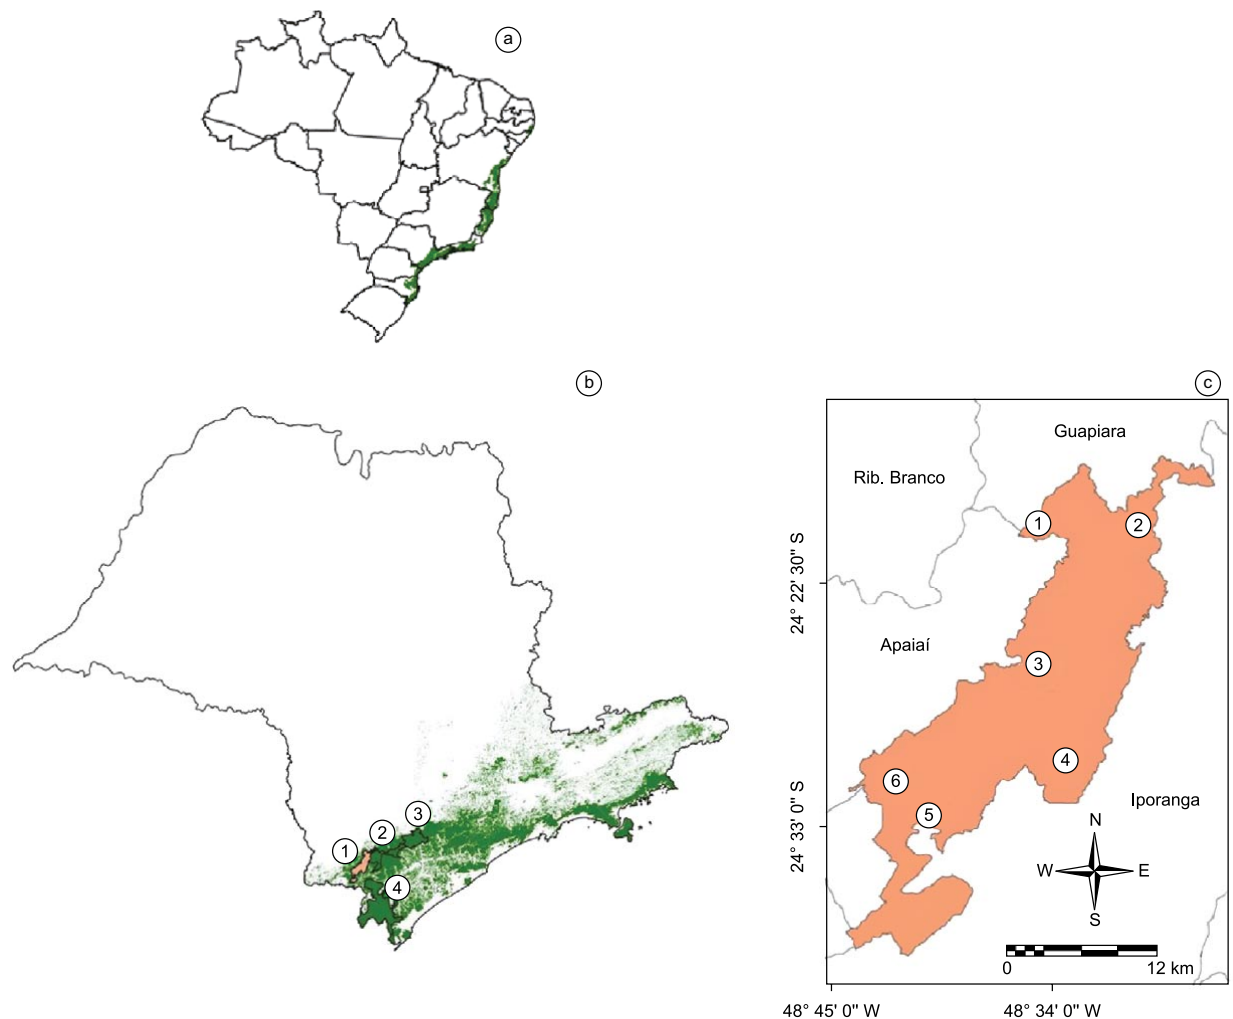 a
b
3
2
1
4
c
Guapiara
Rib. Branco
1
2
24° 22' 30" S
Apaiaí
3
4
6
5
Iporanga
24° 33' 0" S
N
W
E
S
0
12 km
48° 45' 0" W
48° 34' 0" W